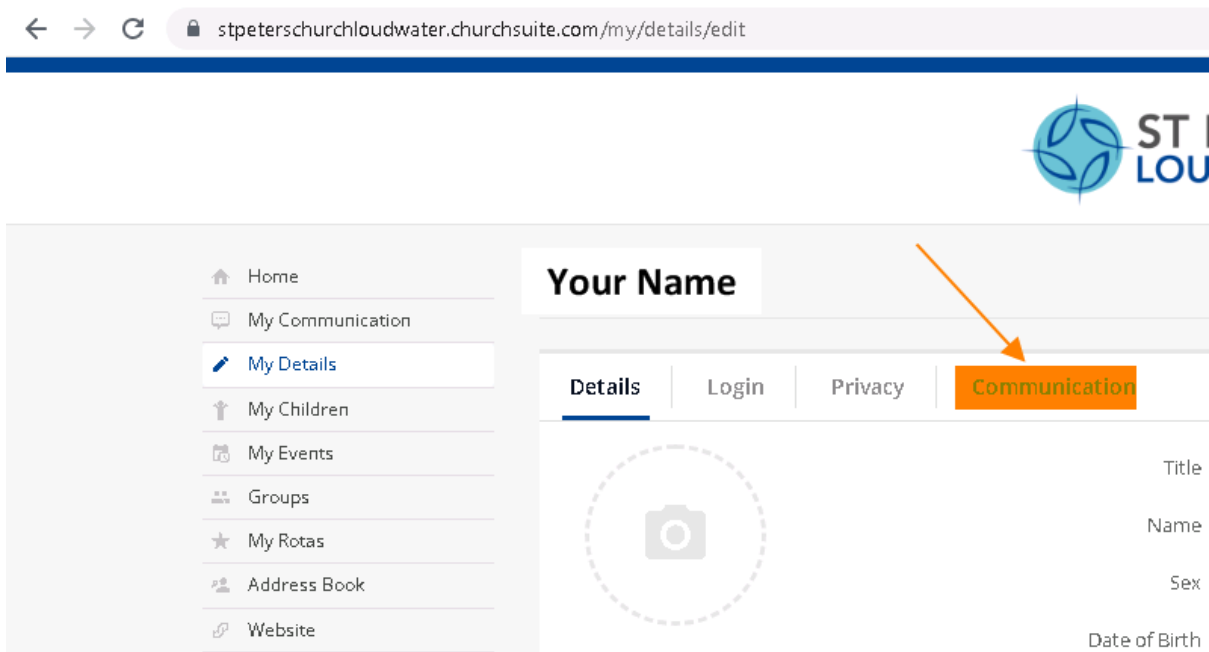 stpeterschurchloudwater.churchsuite.com/my/details/edit
ST
LOU
Home
My Communication
My Details
My Children
My Events
Groups
My Rotas
Address Book
Website
Your Name
Details Login Privacy Communication
Title
Name
Sex
Date of Birth